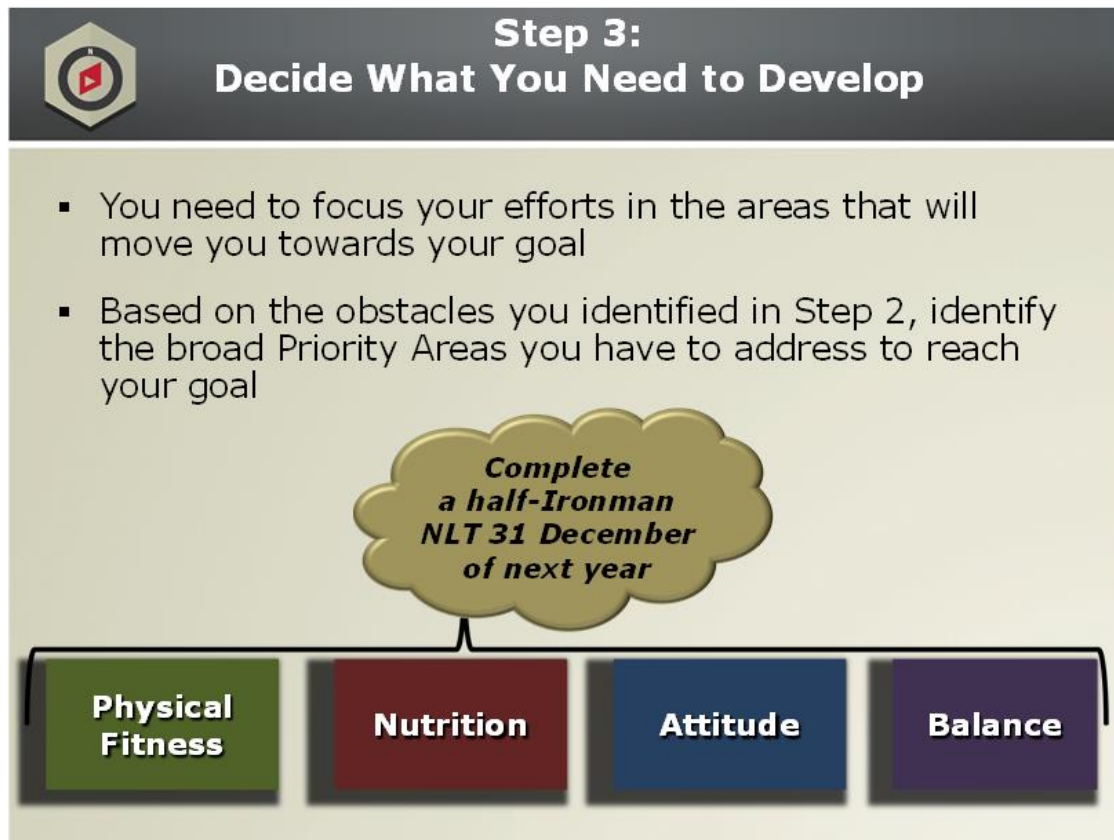 Step 3:
Decide What You Need to Develop
▪ You need to focus your efforts in the areas that will
move you towards your goal
▪ Based on the obstacles you identified in Step 2, identify
the broad Priority Areas you have to address to reach
your goal
Complete
a half-Ironman
NLT 31 December
of next year
Physical
Fitness
Nutrition
Attitude
Balance